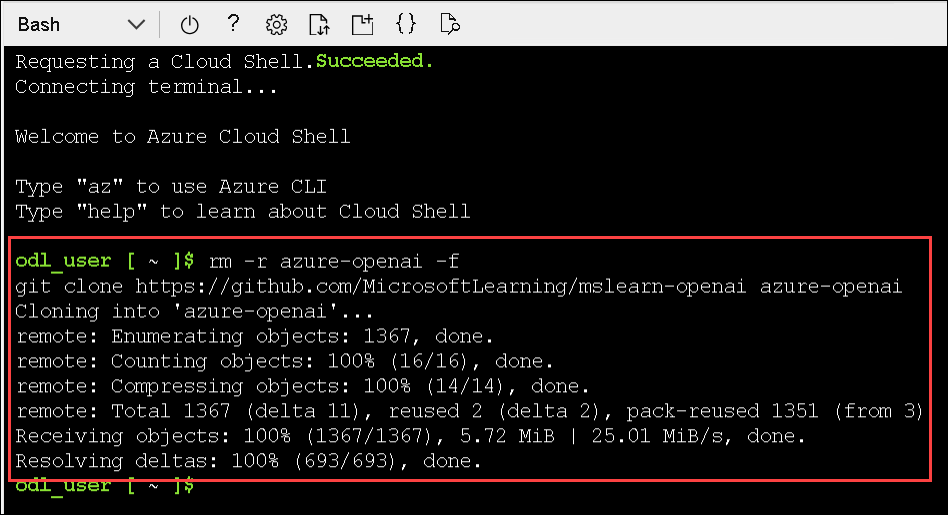 Bash
?
{}
Requesting a Cloud Shell.Succeeded.
Connecting terminal...
Welcome to Azure Cloud Shell
Type "az" to use Azure CLI
Type "help" to learn about Cloud Shell
odl_user [ ~ ]$ rm -r azure-openai -f
git clone https://github.com/MicrosoftLearning/mslearn-openai azure-openai
Cloning into 'azure-openai'...
remote: Enumerating objects: 1367, done.
remote: Counting objects: 100% (16/16), done.
remote: Compressing objects: 100% (14/14), done.
remote: Total 1367 (delta 11), reused 2 (delta 2), pack-reused 1351 (from 3)
Receiving objects: 100% (1367/1367), 5.72 MiB | 25.01 MiB/s, done.
Resolving deltas: 100% (693/693), done.
odl_user [ ~ ]$